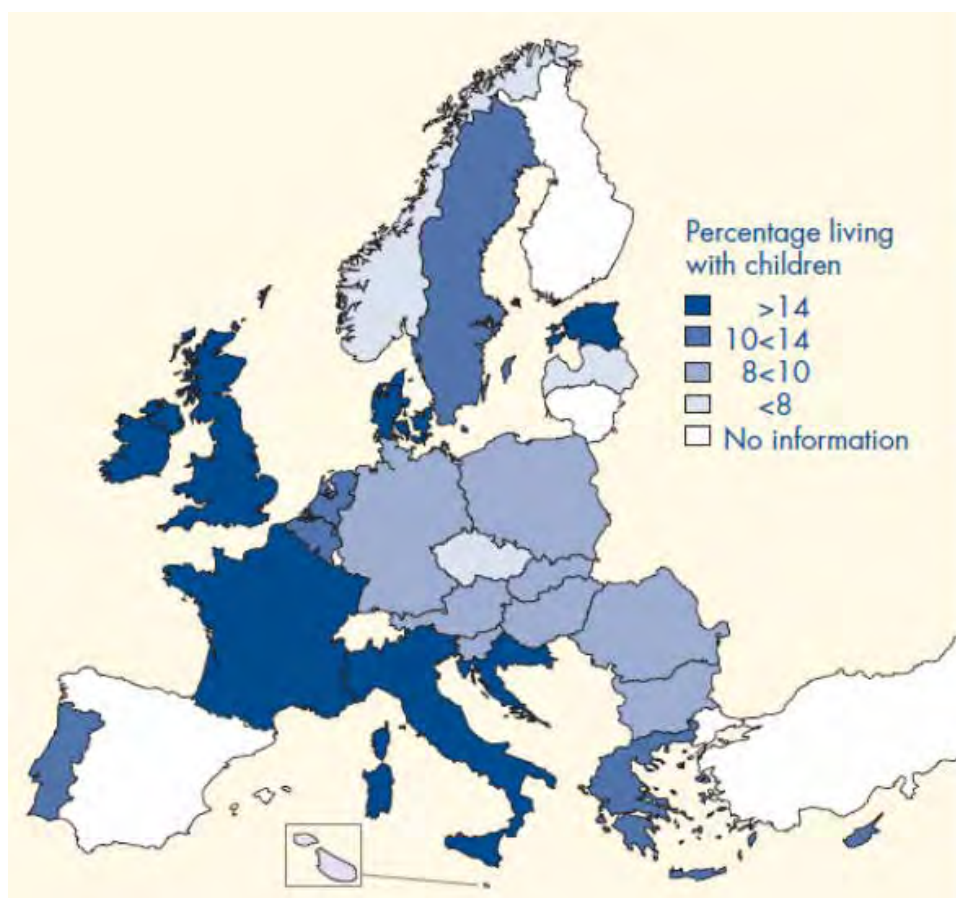 Percentage living
with children
>14
10<14
8<10
<8
No information